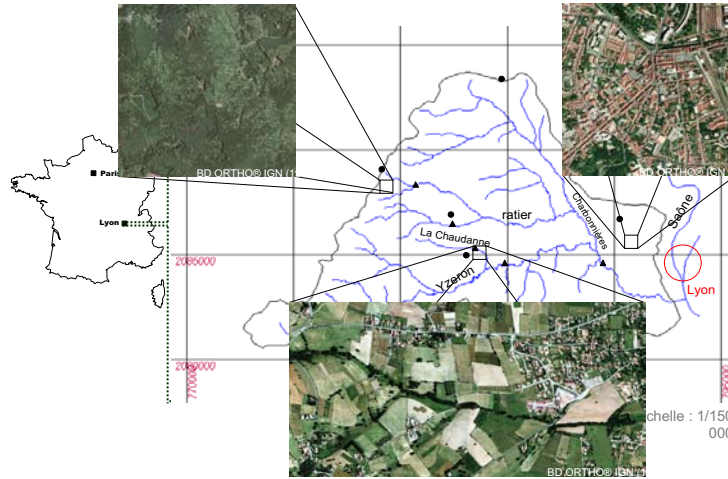 BD ORTHO® IGN (1
BD ORTHO® IGN
Paris
Lyon
ratier
Charbonnières
Saône
La Chaudanne
Yzeron
2085000
Lyon
2080000
770000
795000
chelle : 1/150
000
BD ORTHO® IGN (1